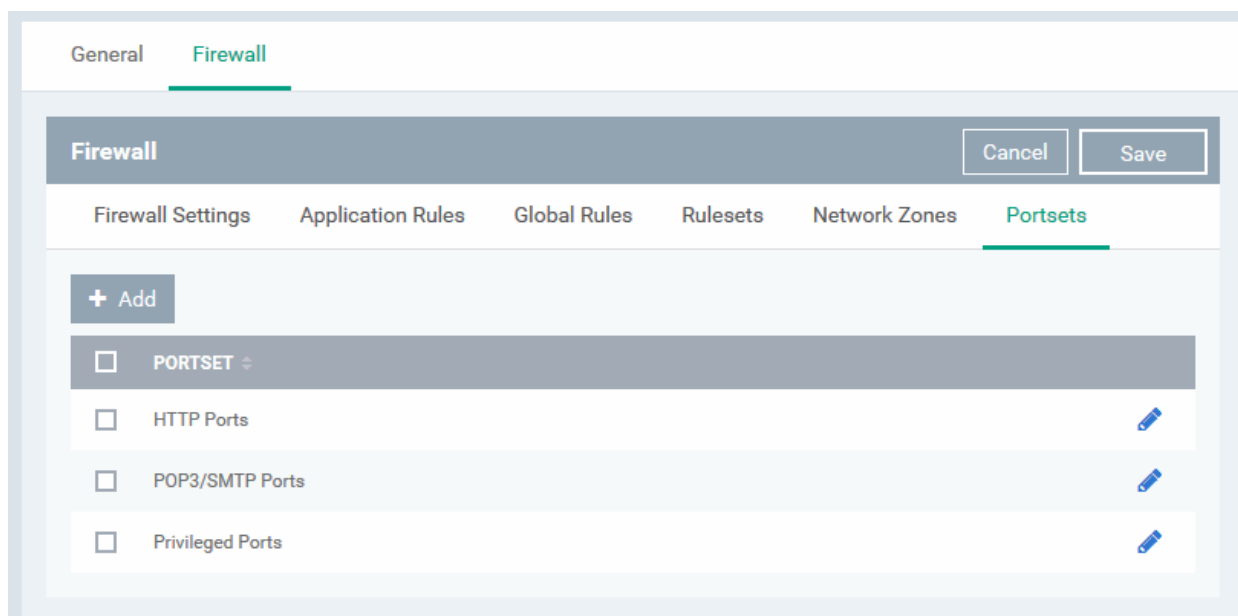 General Firewall
Firewall Cancel Save
Firewall Settings Application Rules Global Rules Rulesets Network Zones Portsets
+ Add
PORTSET
HTTP Ports
POP3/SMTP Ports
Privileged Ports